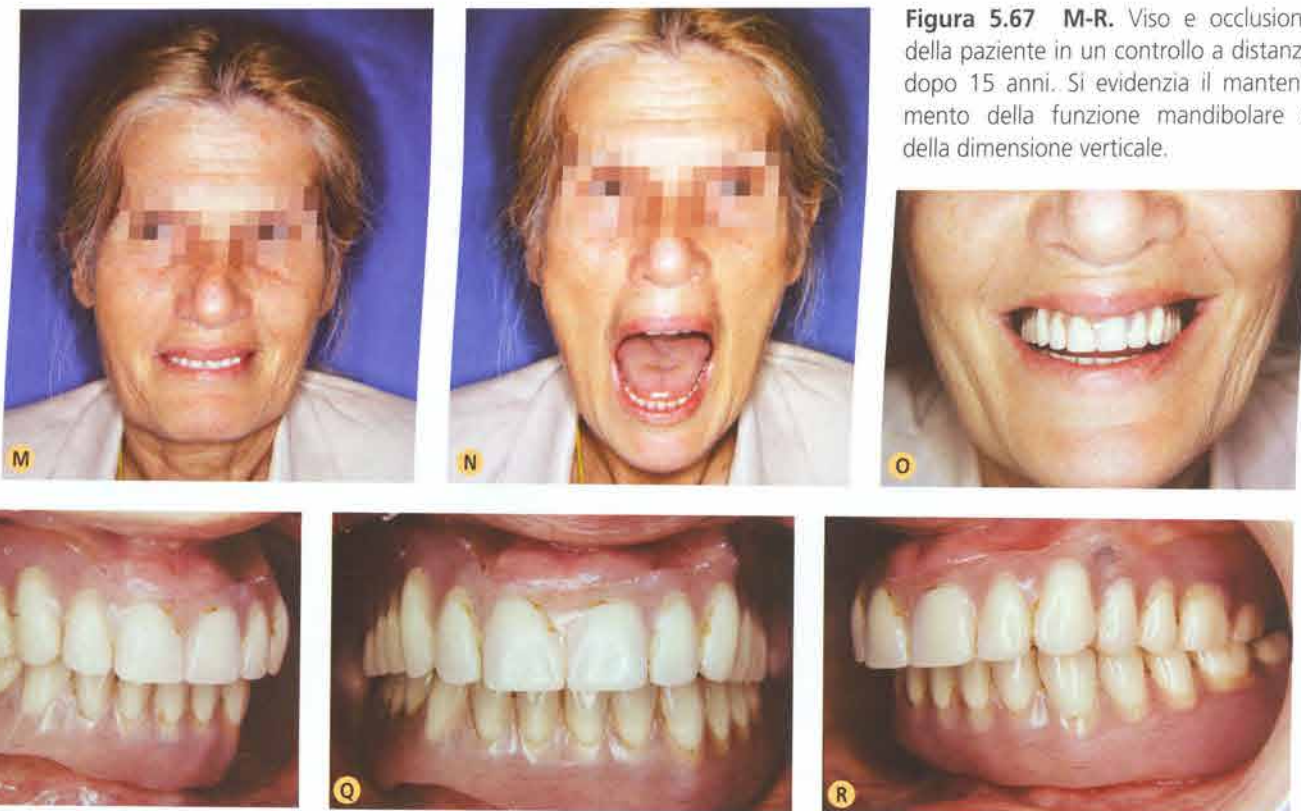 Figura 5.67 M-R. Viso e occlusion
della paziente in un controllo a distanz
dopo 15 anni. Si evidenzia il manten
mento della funzione mandibolare
della dimensione verticale.
M
N
O
Q
R